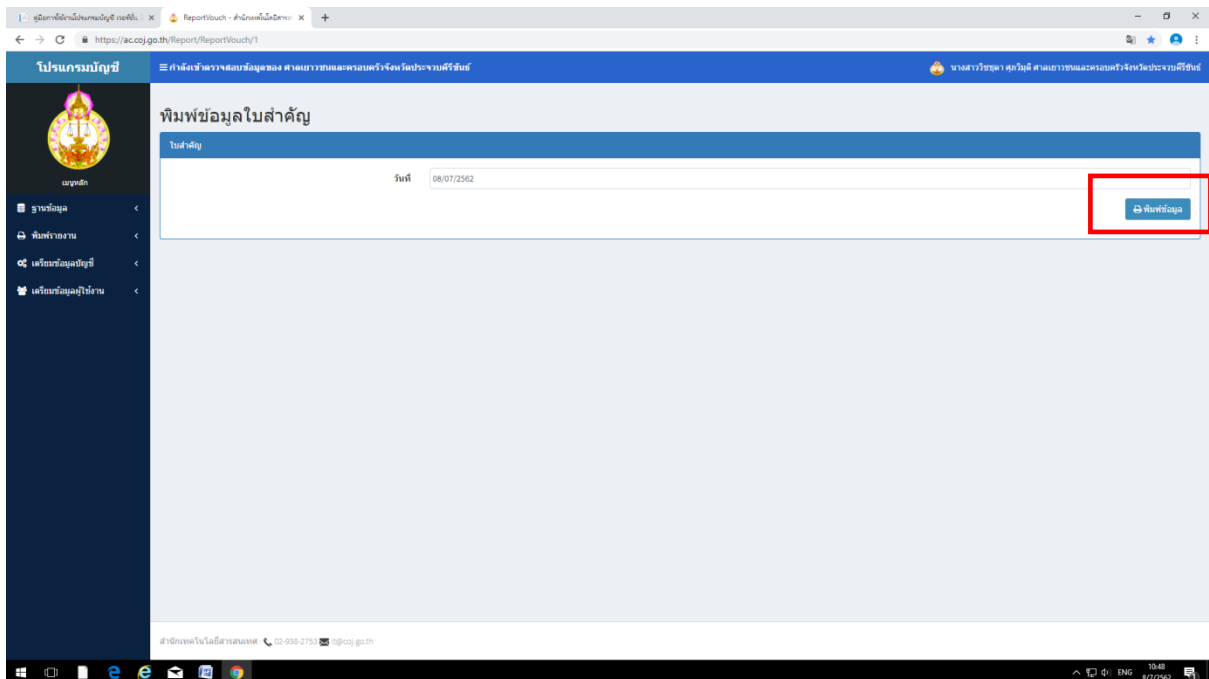 คู่มือการใช้งานโปรแกรมบัญชี เวอร์ชั่น
ReportVouch - สำนักเทคโนโลยีสารส
https://ac.coj.go.th/Report/ReportVouch/1
โปรแกรมบัญชี
กำลังเข้าตรวจสอบข้อมูลของ ศาลเยาวชนและครอบครัวจังหวัดประจวบคีรีขันธ์
นางสาววิชชุดา ศุภวิมุติ ศาลเยาวชนและครอบครัวจังหวัดประจวบคีรีขันธ์
พิมพ์ข้อมูลใบสำคัญ
ใบสำคัญ
วันที่ 08/07/2562
พิมพ์ข้อมูล
เมนูหลัก
ฐานข้อมูล
พิมพ์รายงาน
เตรียมข้อมูลบัญชี
เตรียมข้อมูลผู้ใช้งาน
สำนักเทคโนโลยีสารสนเทศ · 02-938-2753 it@coj.go.th
ENG
10:48
8/7/2562